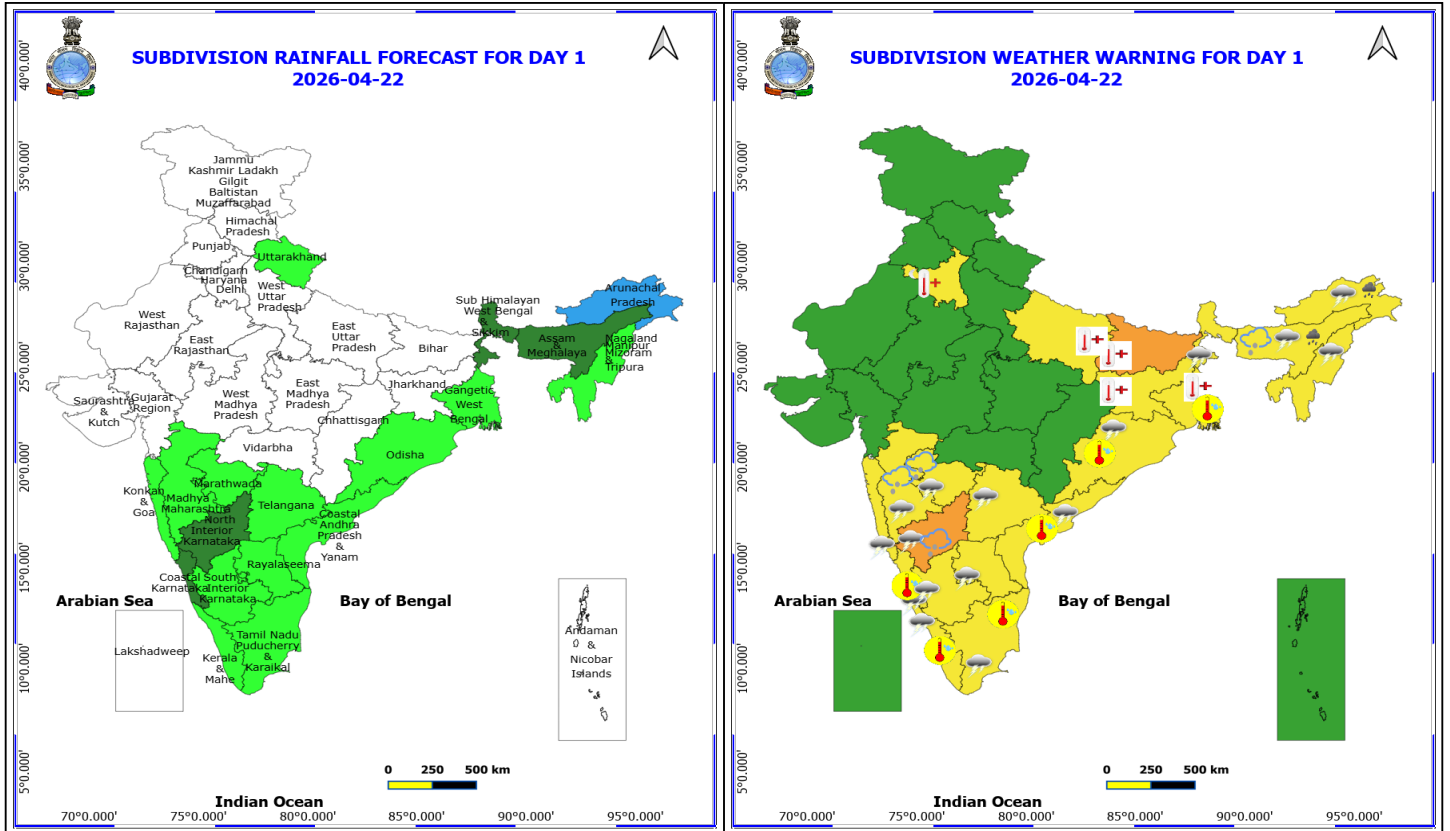 SUBDIVISION RAINFALL FORECAST FOR DAY 1
2026-04-22
40°0.000'
35°0.000'
30°0.000'
25°0.000'
20°0.000'
15°0.000'
10°0.000'
5°0.000'
Jammu
Kashmir Ladakh
Gilgit
Baltistan
Muzaffarabad
Himachal
Pradesh
Punjab
Uttarakhand
Chandigarh
Haryana
Delhi
West
Uttar
Pradesh
West
Rajasthan
East
Rajasthan
East
Uttar
Pradesh
Bihar
Sub Himalayan
West Bengal
&
Sikkim
Arunachal
Pradesh
Assam
&
Meghalaya
Nagaland
Manipur
Mizoram
&
Tripura
Saurashtra
&
Kutch
Gujarat
Region
West
Madhya
Pradesh
East
Madhya
Pradesh
Jharkhand
Gangetic
West
Bengal
Chhattisgarh
Odisha
Vidarbha
Konkan
&
Goa
Madhya
Maharashtra
Marathwada
Telangana
North
Interior
Karnataka
Coastal
Andhra
Pradesh
&
Yanam
Rayalaseema
Coastal
Karnataka
South
Interior
Karnataka
Tamil Nadu
Puducherry
&
Karaikal
Kerala
&
Mahe
Lakshadweep
Andaman
&
Nicobar
Islands
Arabian Sea
Bay of Bengal
Indian Ocean
0 250 500 km
70°0.000' 75°0.000' 80°0.000' 85°0.000' 90°0.000' 95°0.000'
SUBDIVISION WEATHER WARNING FOR DAY 1
2026-04-22
40°0.000'
35°0.000'
30°0.000'
25°0.000'
20°0.000'
15°0.000'
10°0.000'
5°0.000'
Arabian Sea
Bay of Bengal
Indian Ocean
0 250 500 km
70°0.000' 75°0.000' 80°0.000' 85°0.000' 90°0.000' 95°0.000'